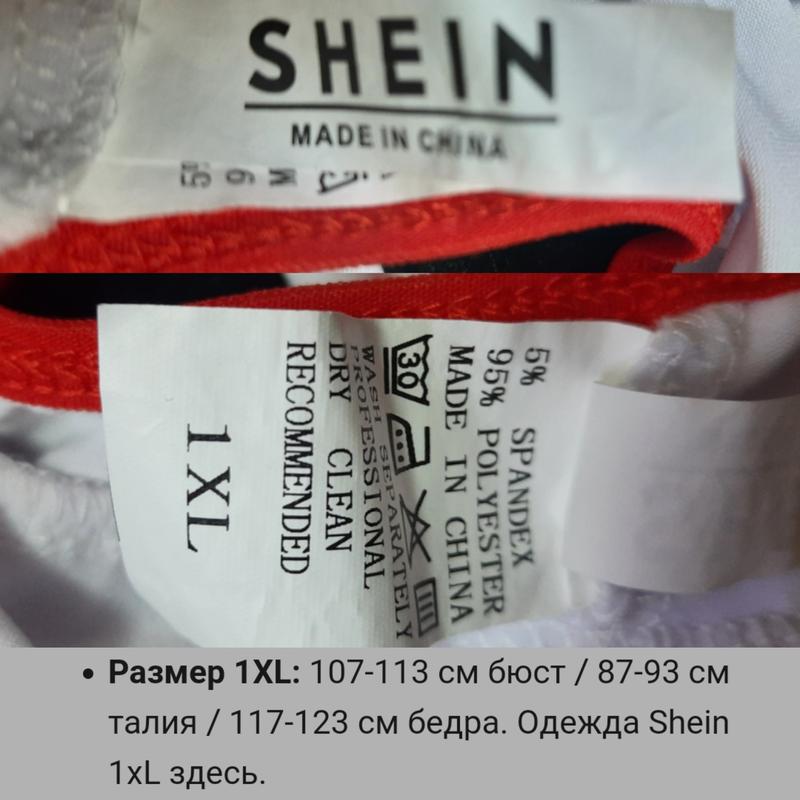 SHEIN
MADE IN CHINA
5% SPANDEX
95% POLYESTER
MADE IN CHINA
30
WASH SEPARATELY
PROFESSIONAL
DRY CLEAN
RECOMMENDED
1XL
• Размер 1XL: 107-113 см бюст / 87-93 см
талия / 117-123 см бедра. Одежда Shein
1xL здесь.